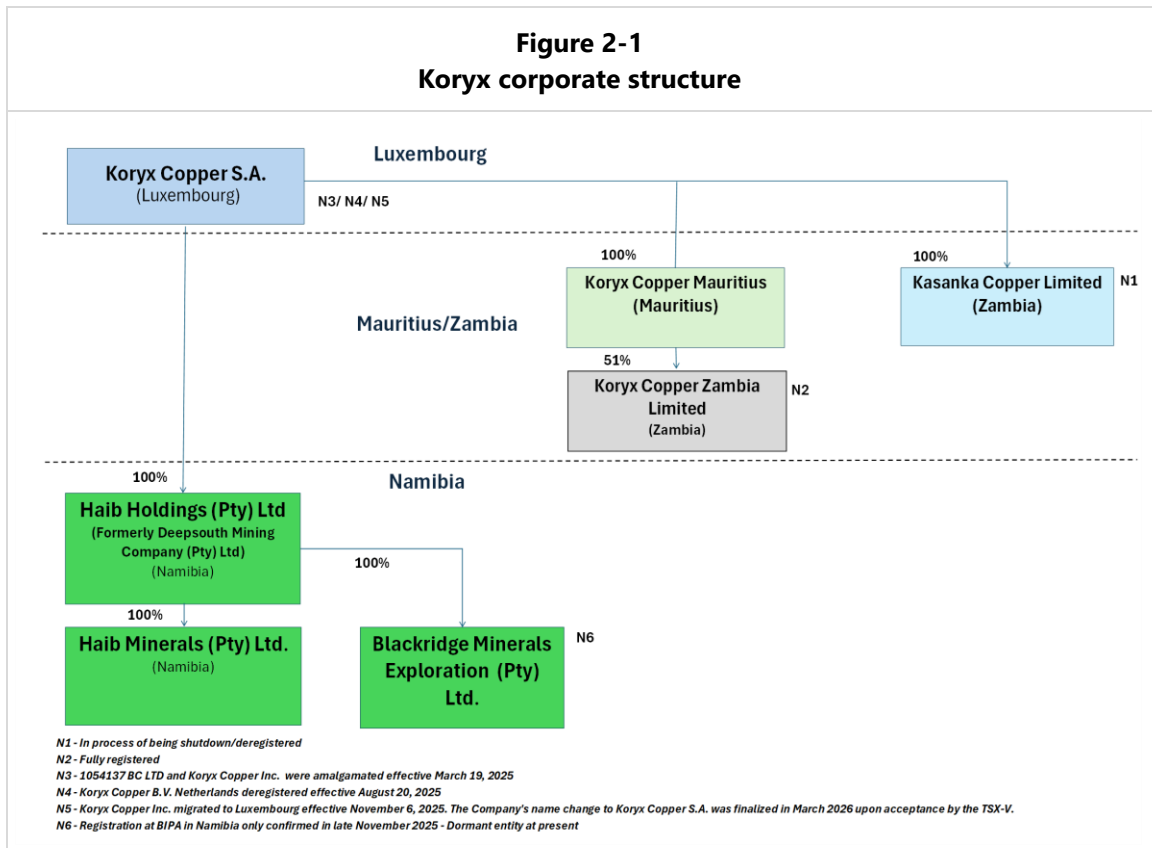 Figure 2-1
Koryx corporate structure
Luxembourg
Koryx Copper S.A.
(Luxembourg)
N3/ N4/ N5
100%
100%
Koryx Copper Mauritius
(Mauritius)
Kasanka Copper Limited
(Zambia)
N1
Mauritius/Zambia
51%
Koryx Copper Zambia
Limited
(Zambia)
N2
100%
Namibia
Haib Holdings (Pty) Ltd
(Formerly Deepsouth Mining
Company (Pty) Ltd)
(Namibia)
100%
100%
Haib Minerals (Pty) Ltd.
(Namibia)
Blackridge Minerals
Exploration (Pty)
Ltd.
N6
N1 - In process of being shutdown/deregistered
N2 - Fully registered
N3 - 1054137 BC LTD and Koryx Copper Inc. were amalgamated effective March 19, 2025
N4 - Koryx Copper B.V. Netherlands deregistered effective August 20, 2025
N5 - Koryx Copper Inc. migrated to Luxembourg effective November 6, 2025. The Company's name change to Koryx Copper S.A. was finalized in March 2026 upon acceptance by the TSX-V.
N6 - Registration at BIPA in Namibia only confirmed in late November 2025 - Dormant entity at present